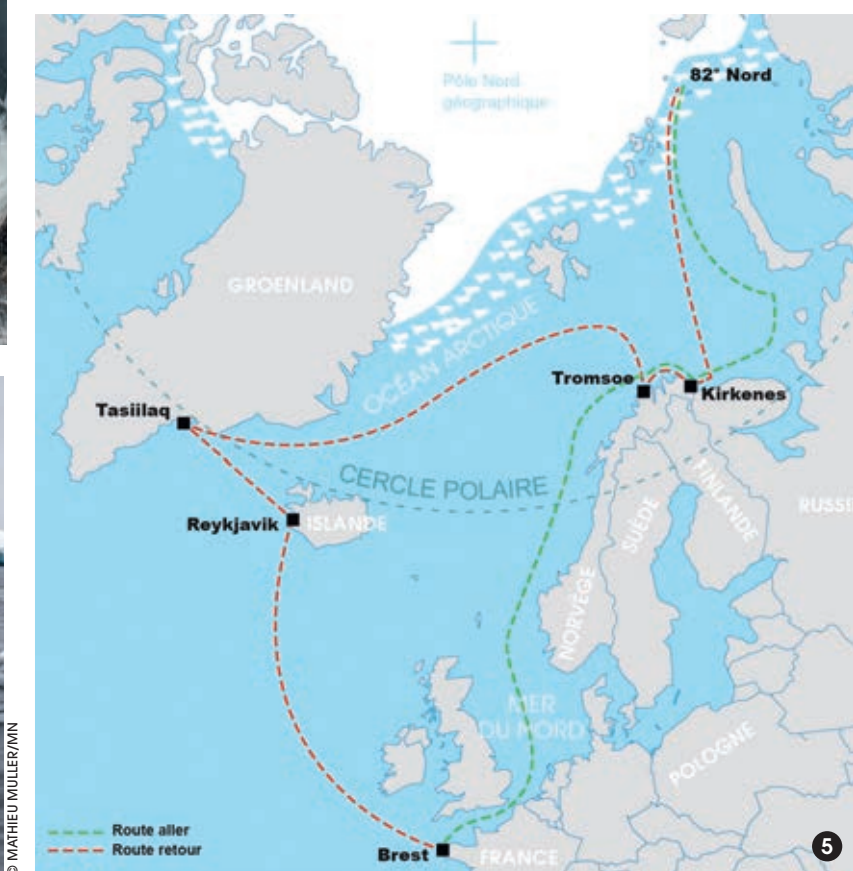 Pôle Nord
géographique
82° Nord
GROENLAND
OCÉAN ARCTIQUE
Tromsoe
Kirkenes
Tasiilaq
CERCLE POLAIRE
FINLANDE
RUSSI
Reykjavik
ISLANDE
SUÈDE
NORVÈGE
MER
DU NORD
POLOGNE
Route aller
Route retour
Brest
FRANCE
5
© MATHIEU MULLER/MN